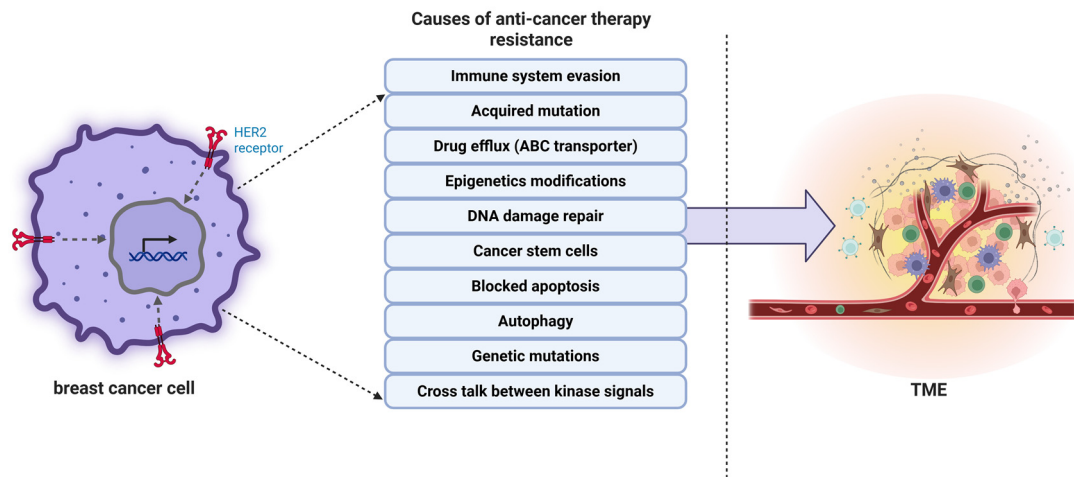 Causes of anti-cancer therapy
resistance
Immune system evasion
Acquired mutation
Drug efflux (ABC transporter)
Epigenetics modifications
DNA damage repair
Cancer stem cells
Blocked apoptosis
Autophagy
Genetic mutations
Cross talk between kinase signals
HER2
receptor
breast cancer cell
TME